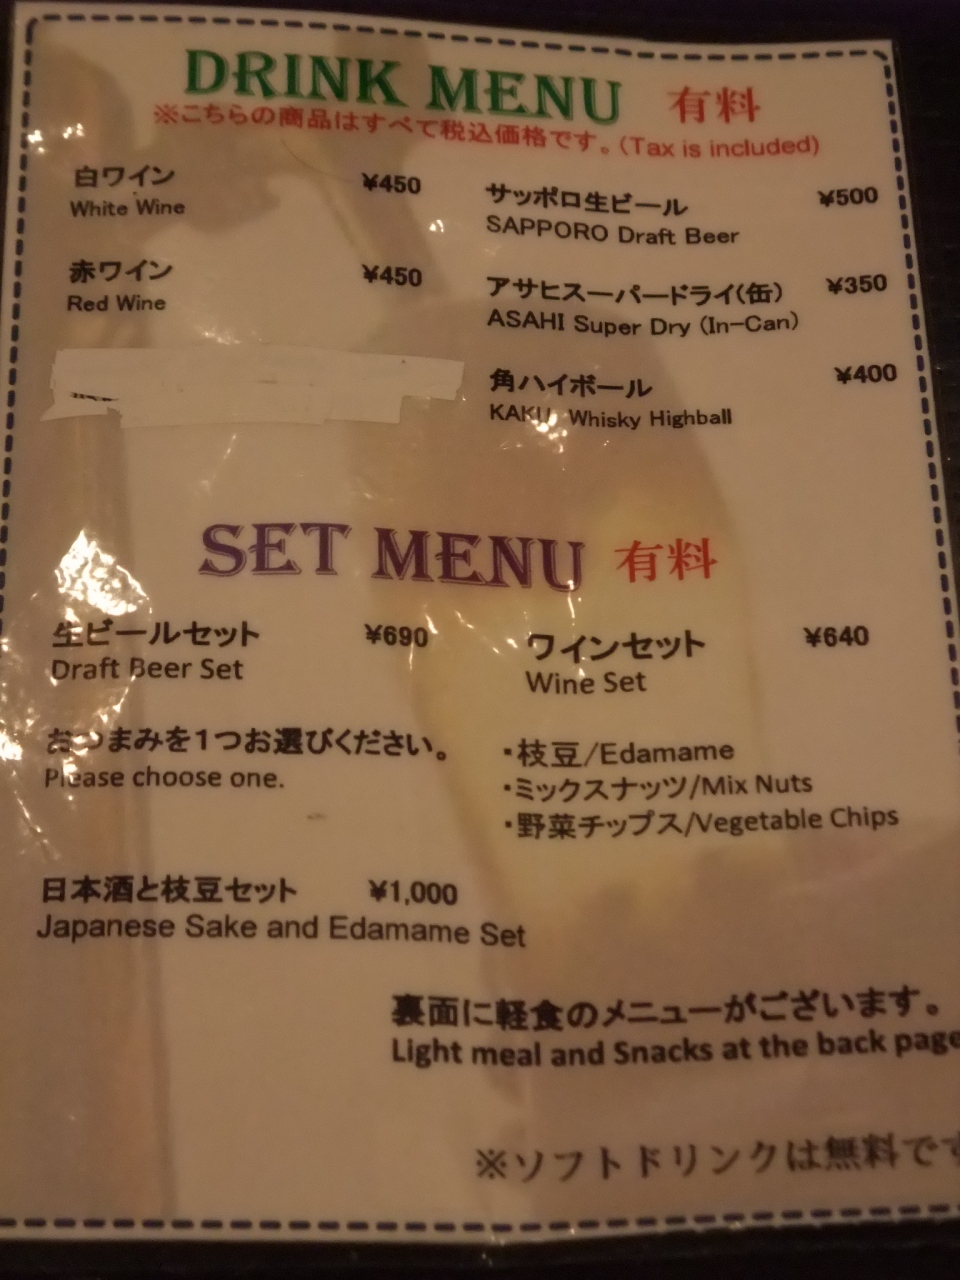 DRINK MENU 有料
※こちらの商品はすべて税込価格です。(Tax is included)
白ワイン ¥450
White Wine
赤ワイン ¥450
Red Wine
サッポロ生ビール ¥500
SAPPORO Draft Beer
アサヒスーパードライ(缶) ¥350
ASAHI Super Dry (In-Can)
角ハイボール ¥400
KAKU Whisky Highball
SET MENU 有料
生ビールセット ¥690
Draft Beer Set
ワインセット ¥640
Wine Set
おつまみを1つお選びください。
Please choose one.
・枝豆/Edamame
・ミックスナッツ/Mix Nuts
・野菜チップス/Vegetable Chips
日本酒と枝豆セット ¥1,000
Japanese Sake and Edamame Set
裏面に軽食のメニューがございます。
Light meal and Snacks at the back page
※ソフトドリンクは無料です